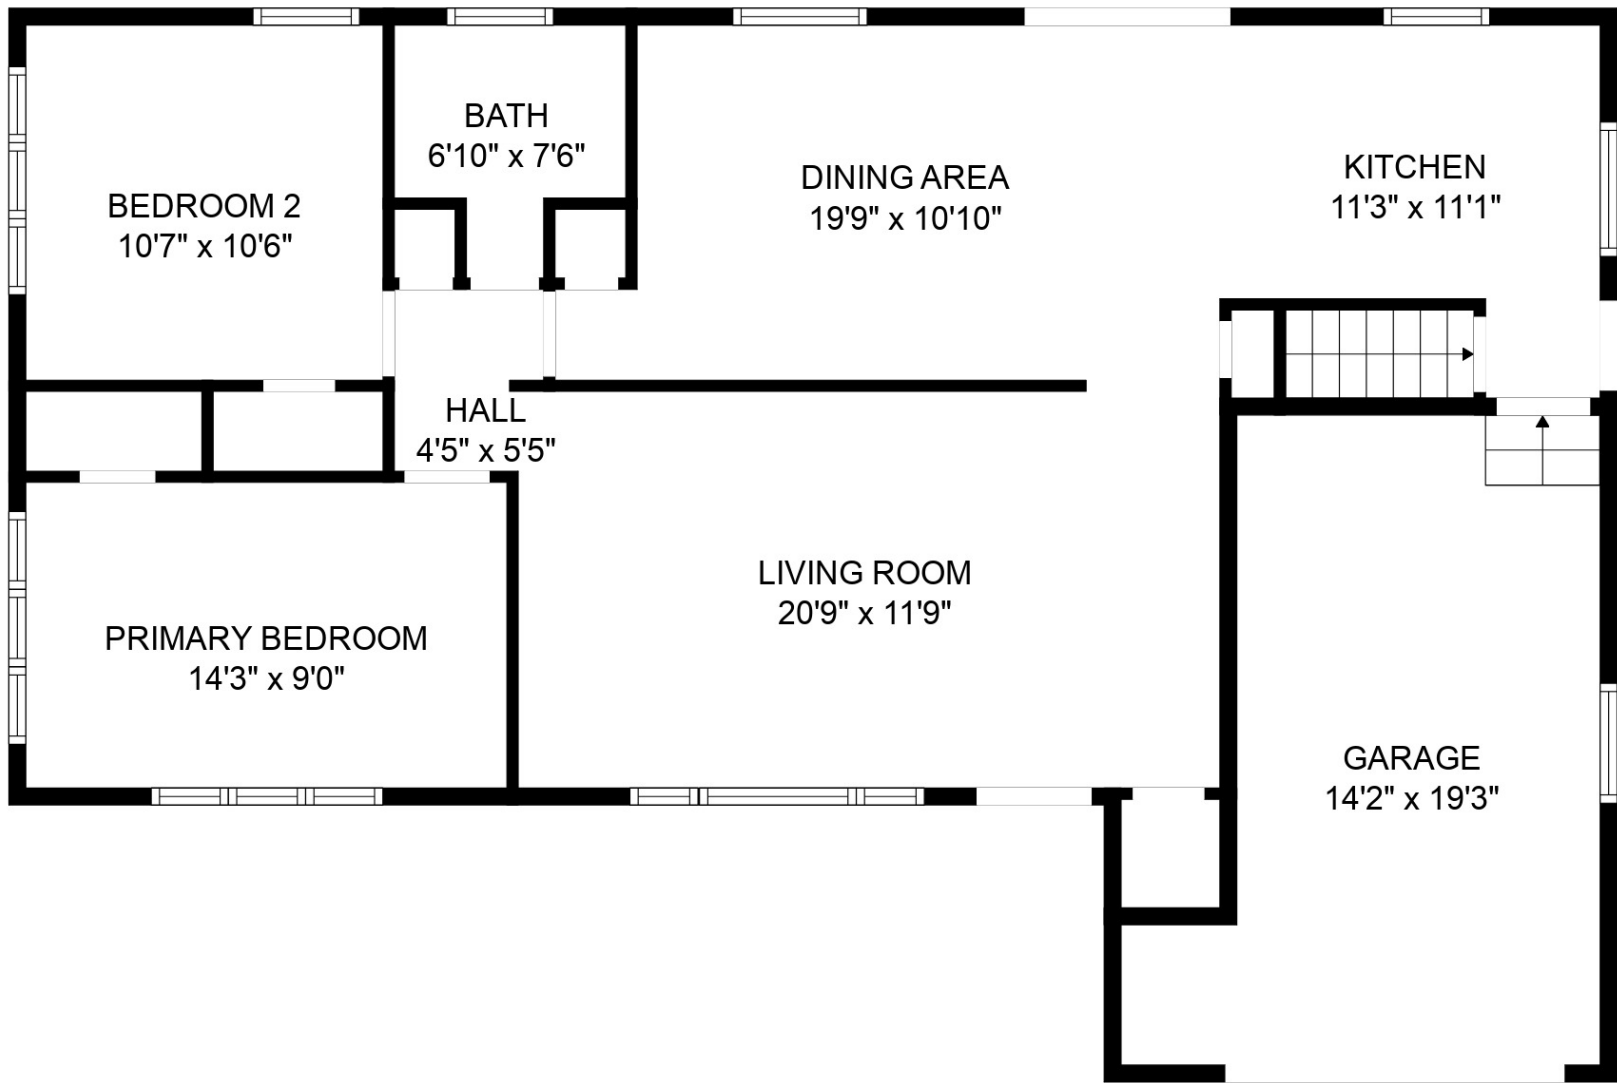 BATH
6'10" x 7'6"
BEDROOM 2
10'7" x 10'6"
DINING AREA
19'9" x 10'10"
KITCHEN
11'3" x 11'1"
HALL
4'5" x 5'5"
LIVING ROOM
20'9" x 11'9"
PRIMARY BEDROOM
14'3" x 9'0"
GARAGE
14'2" x 19'3"